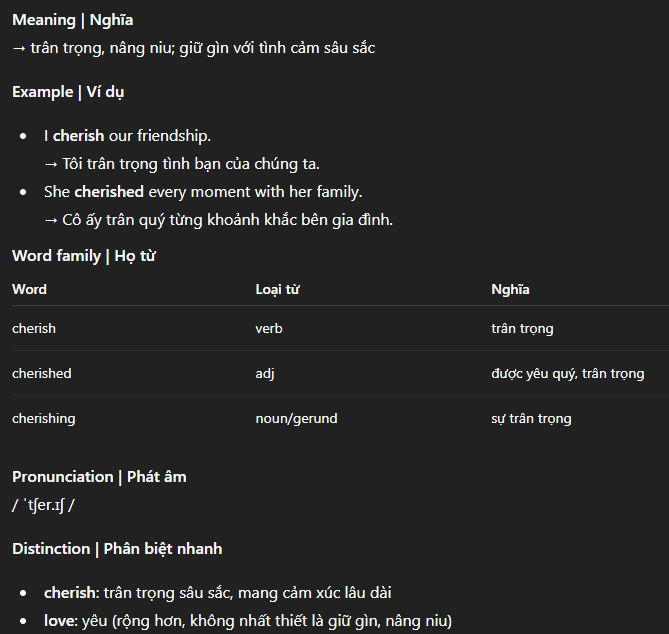 Meaning | Nghĩa
→ trân trọng, nâng niu; giữ gìn với tình cảm sâu sắc
Example | Ví dụ
• I cherish our friendship.
→ Tôi trân trọng tình bạn của chúng ta.
• She cherished every moment with her family.
→ Cô ấy trân quý từng khoảnh khắc bên gia đình.
Word family | Họ từ
Word Loại từ Nghĩa
cherish verb trân trọng
cherished adj được yêu quý, trân trọng
cherishing noun/gerund sự trân trọng
Pronunciation | Phát âm
/ ˈtʃer.ɪʃ /
Distinction | Phân biệt nhanh
• cherish: trân trọng sâu sắc, mang cảm xúc lâu dài
• love: yêu (rộng hơn, không nhất thiết là giữ gìn, nâng niu)